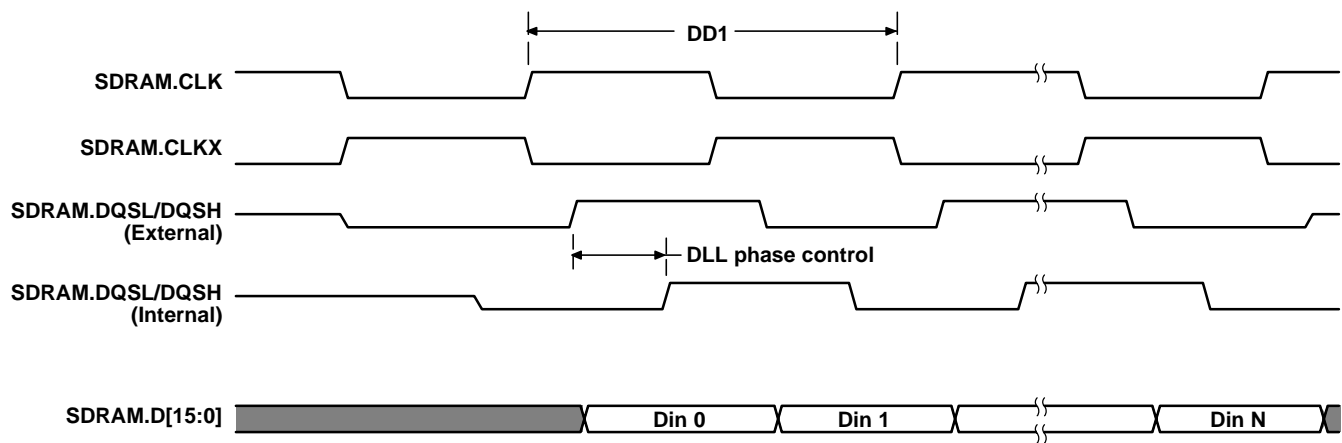 DD1
SDRAM.CLK
SDRAM.CLKX
SDRAM.DQSL/DQSH
(External)
DLL phase control
SDRAM.DQSL/DQSH
(Internal)
SDRAM.D[15:0]
Din 0
Din 1
Din N